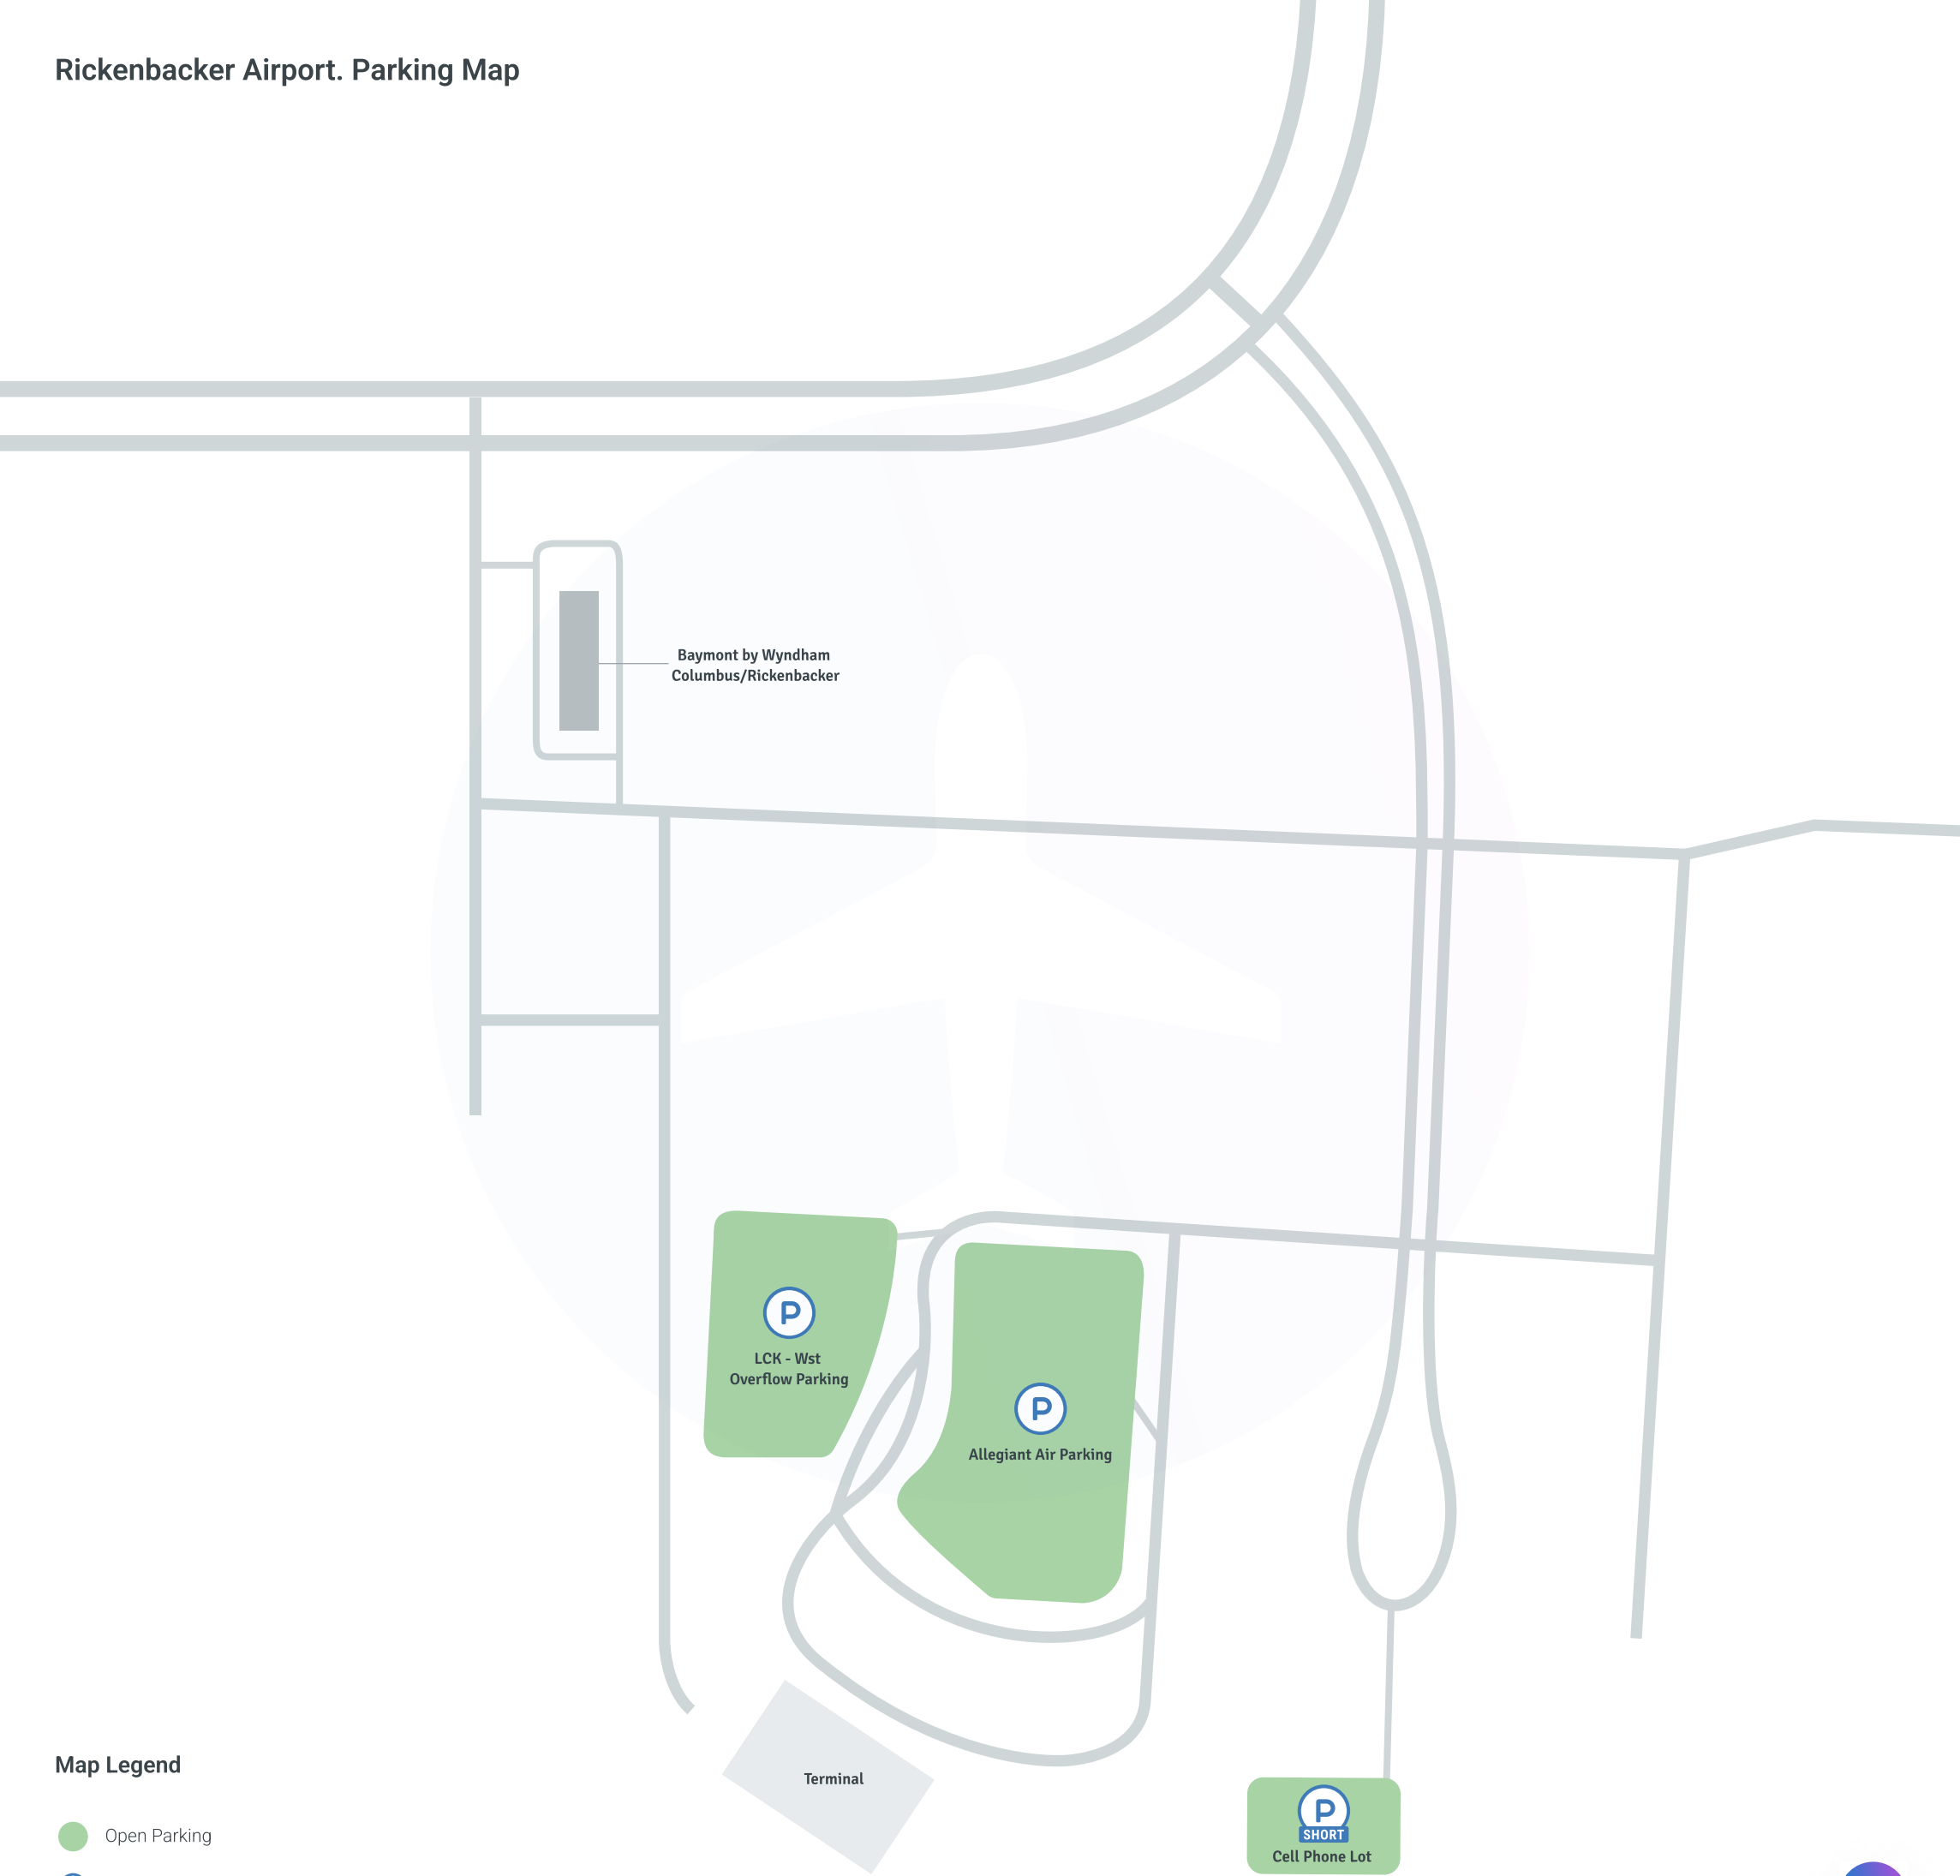 Rickenbacker Airport. Parking Map
Baymont by Wyndham
Columbus/Rickenbacker
P
LCK - Wst
Overflow Parking
P
Allegiant Air Parking
Terminal
P
SHORT
Cell Phone Lot
Map Legend
Open Parking